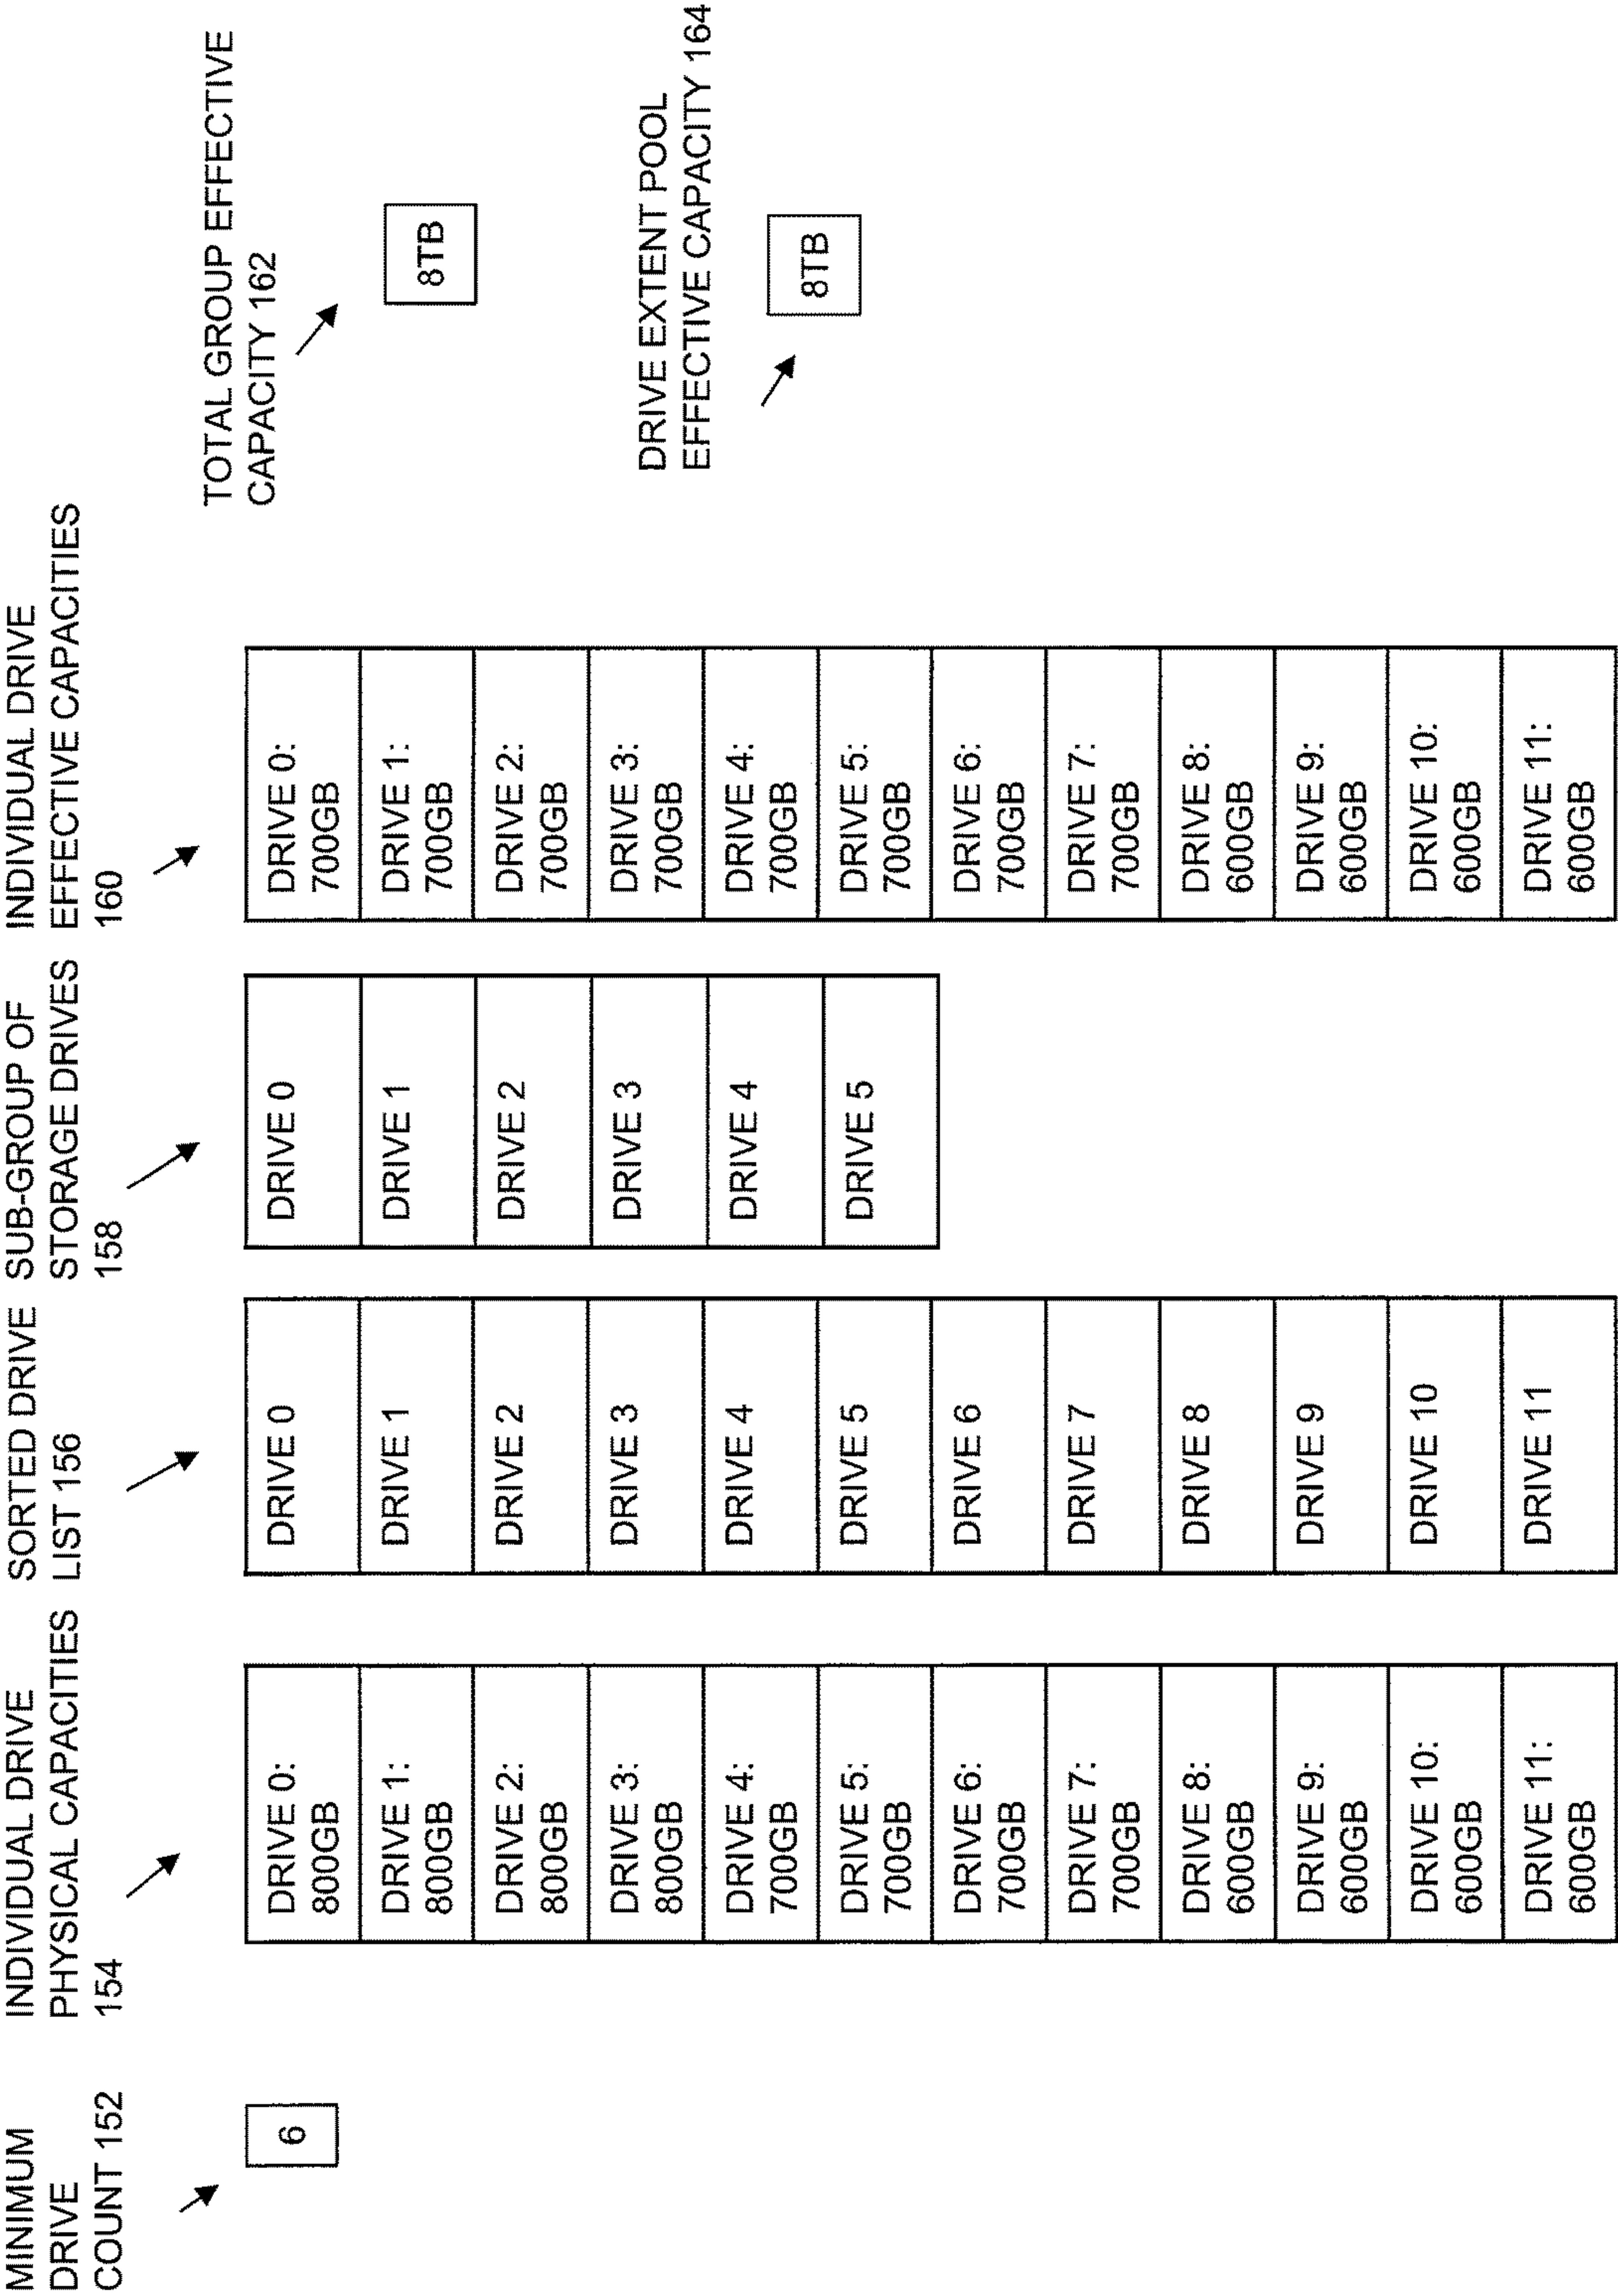 MINIMUM
DRIVE
COUNT 152
6
INDIVIDUAL DRIVE
PHYSICAL CAPACITIES
154
DRIVE 0:
800GB
DRIVE 1:
800GB
DRIVE 2:
800GB
DRIVE 3:
800GB
DRIVE 4:
700GB
DRIVE 5:
700GB
DRIVE 6:
700GB
DRIVE 7:
700GB
DRIVE 8:
600GB
DRIVE 9:
600GB
DRIVE 10:
600GB
DRIVE 11:
600GB
SORTED DRIVE
LIST 156
DRIVE 0
DRIVE 1
DRIVE 2
DRIVE 3
DRIVE 4
DRIVE 5
DRIVE 6
DRIVE 7
DRIVE 8
DRIVE 9
DRIVE 10
DRIVE 11
SUB-GROUP OF
STORAGE DRIVES
158
DRIVE 0
DRIVE 1
DRIVE 2
DRIVE 3
DRIVE 4
DRIVE 5
INDIVIDUAL DRIVE
EFFECTIVE CAPACITIES
160
DRIVE 0:
700GB
DRIVE 1:
700GB
DRIVE 2:
700GB
DRIVE 3:
700GB
DRIVE 4:
700GB
DRIVE 5:
700GB
DRIVE 6:
700GB
DRIVE 7:
700GB
DRIVE 8:
600GB
DRIVE 9:
600GB
DRIVE 10:
600GB
DRIVE 11:
600GB
TOTAL GROUP EFFECTIVE
CAPACITY 162
8TB
DRIVE EXTENT POOL
EFFECTIVE CAPACITY 164
8TB